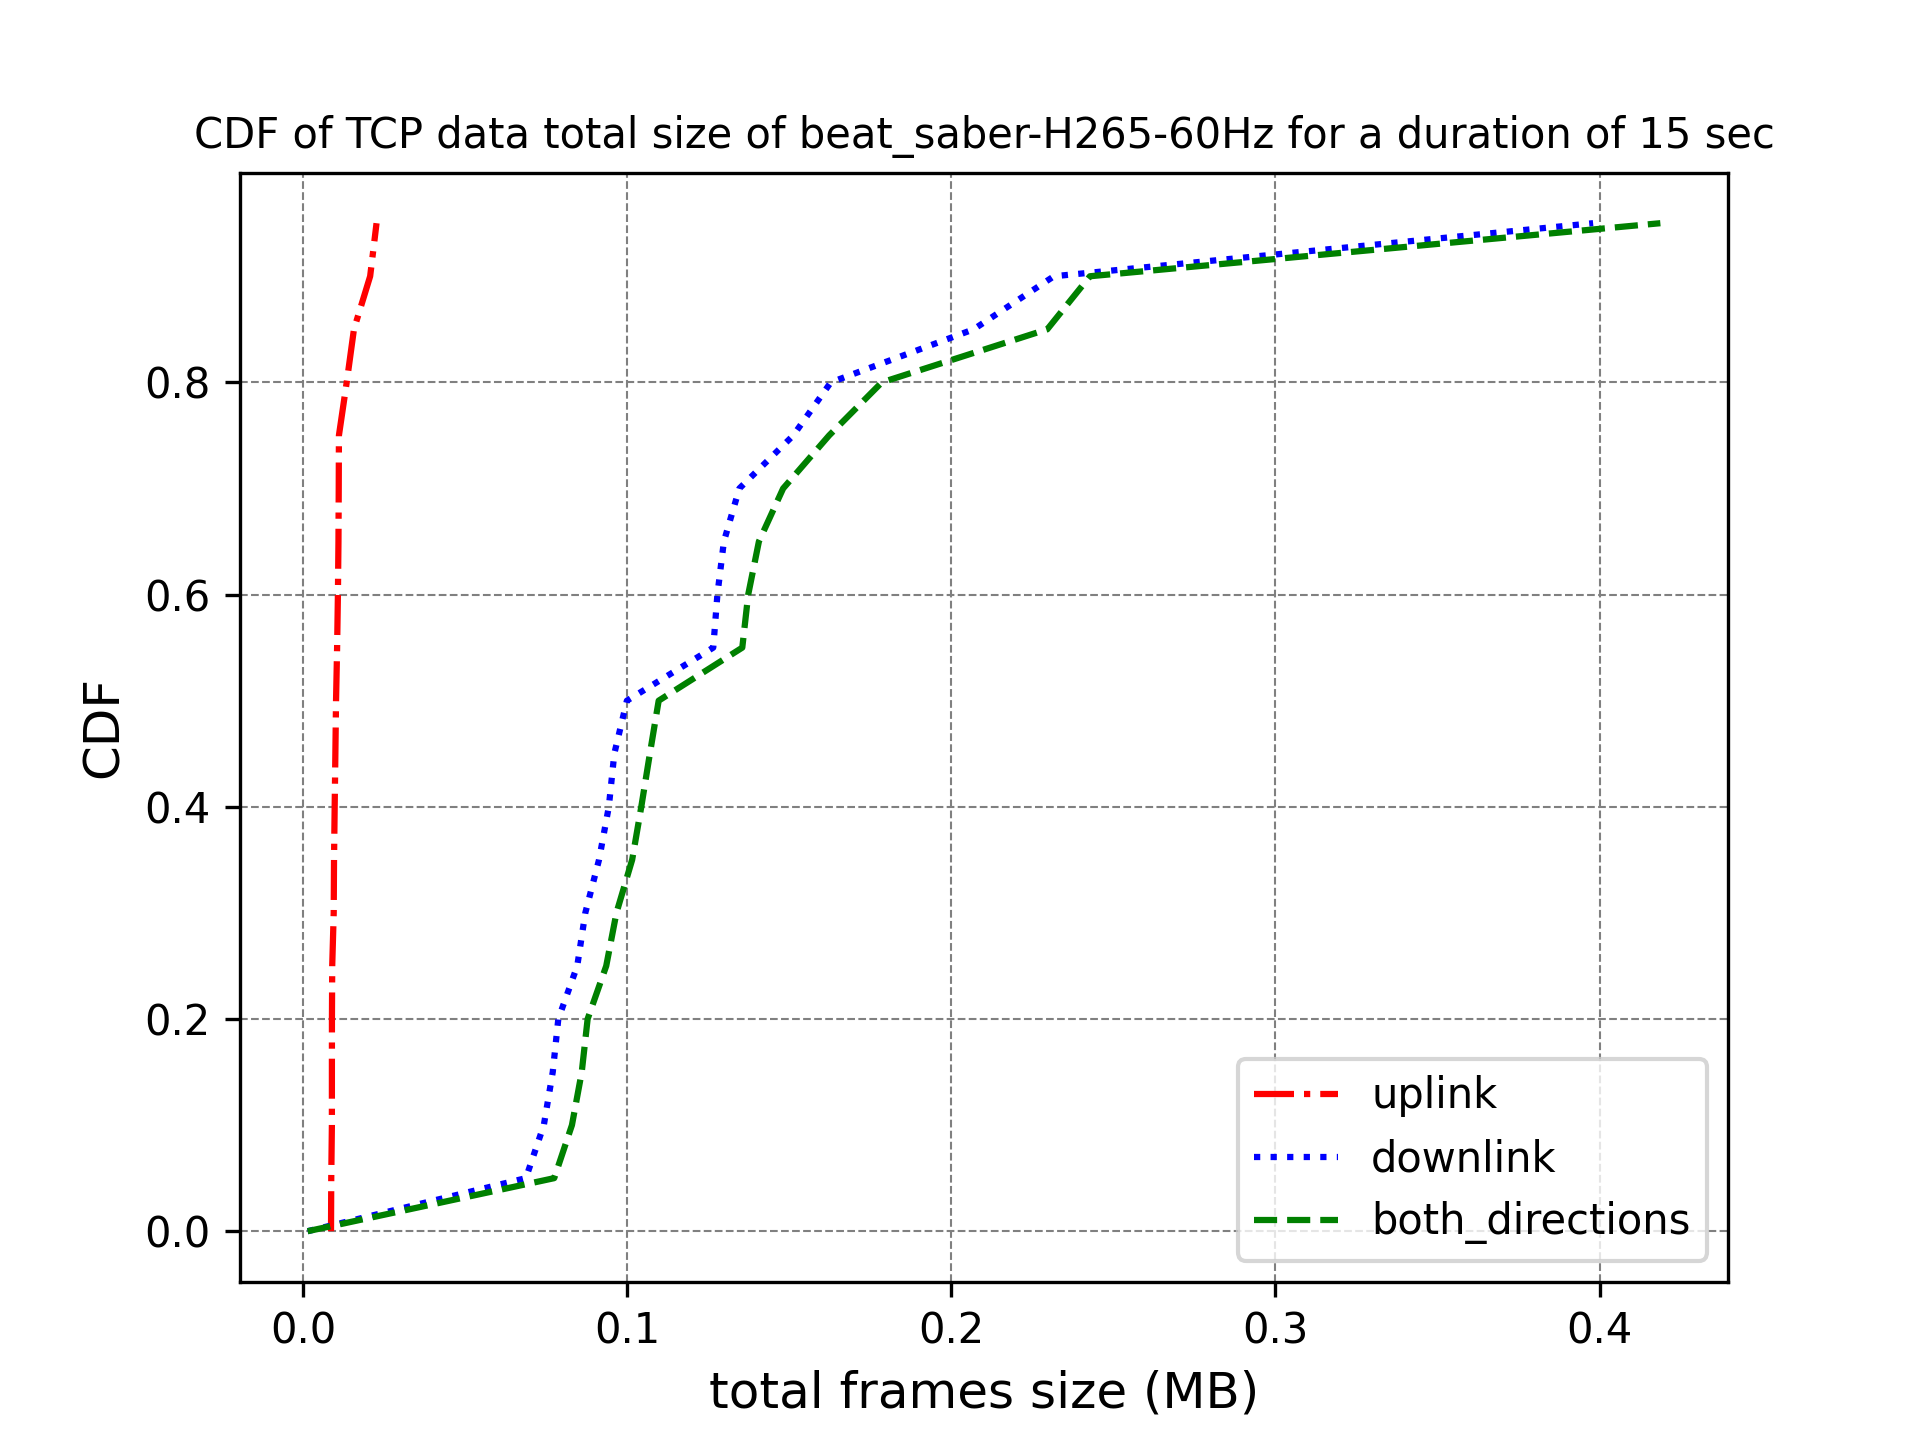 CDF of TCP data total size of beat_saber-H265-60Hz for a duration of 15 sec
CDF
0.8
0.6
0.4
0.2
0.0
0.0 0.1 0.2 0.3 0.4
total frames size (MB)
uplink
downlink
both_directions